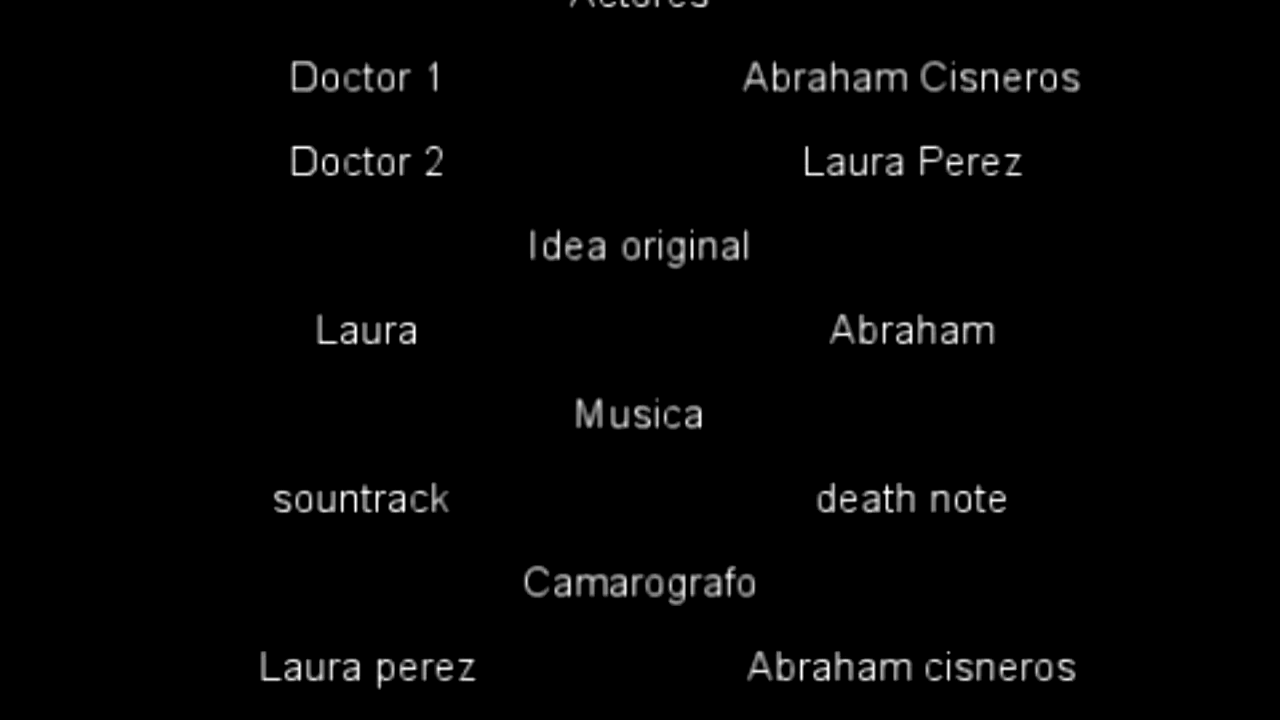 Actores
Doctor 1 Abraham Cisneros
Doctor 2 Laura Perez
Idea original
Laura Abraham
Musica
sountrack death note
Camarografo
Laura perez Abraham cisneros